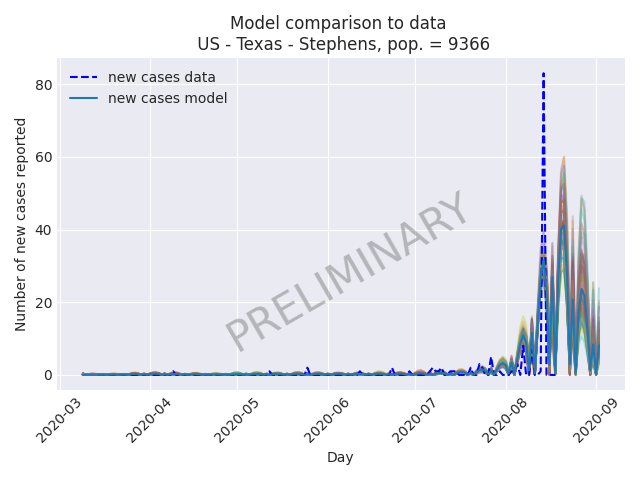 Model comparison to data
US - Texas - Stephens, pop. = 9366
new cases data
new cases model
PRELIMINARY
Number of new cases reported
80
60
40
20
0
2020-03
2020-04
2020-05
2020-06
2020-07
2020-08
2020-09
Day